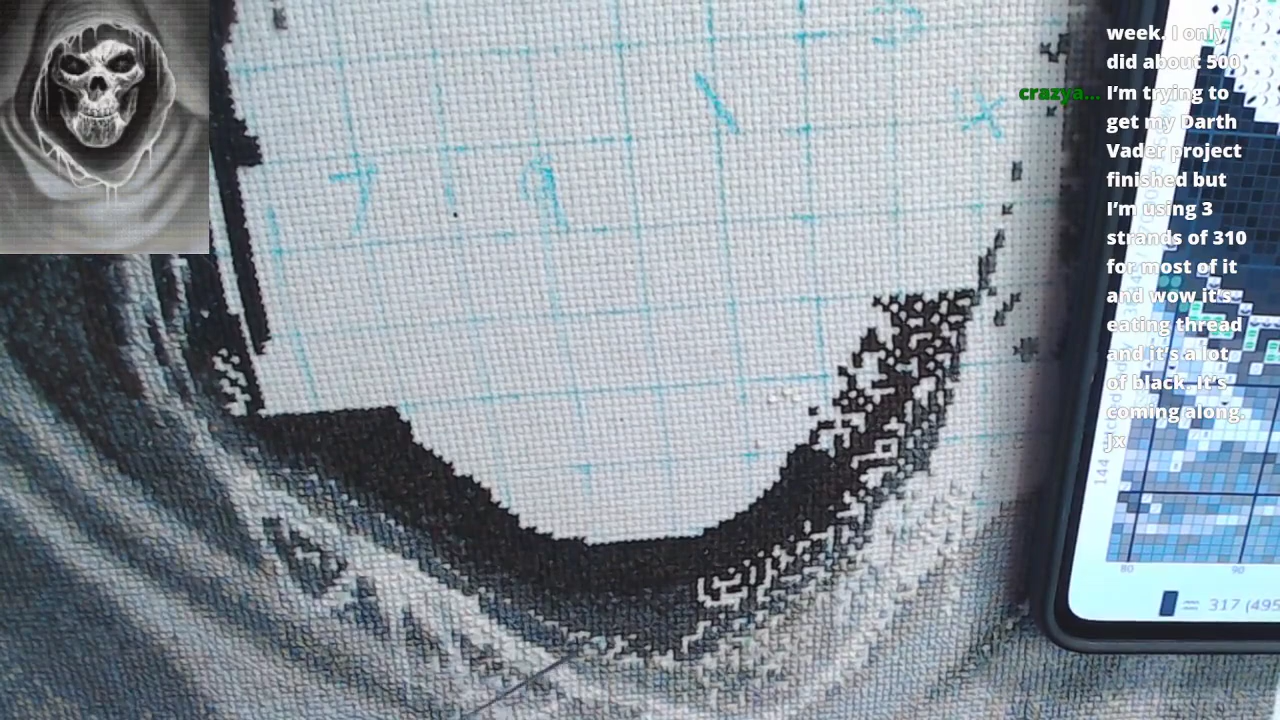 week. I only
did about 500
crazya... I'm trying to
get my Darth
Vader project
finished but
I'm using 3
strands of 310
for most of it
and wow it's
eating thread
and it's a lot
of black. It's
coming along.
Jx
80 90
317 (495